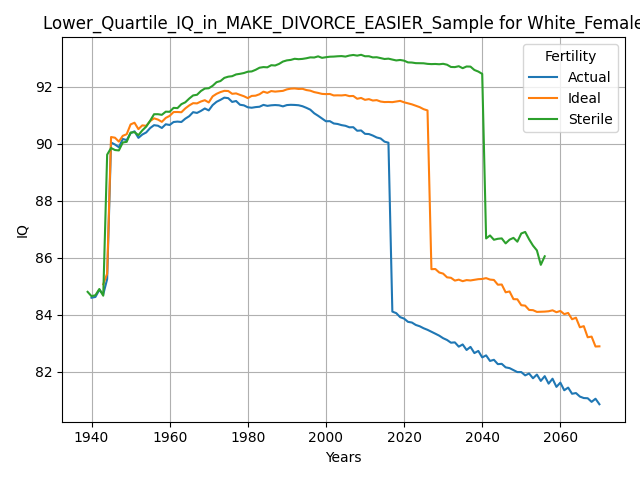 Lower_Quartile_IQ_in_MAKE_DIVORCE_EASIER_Sample for White_Female
Fertility
Actual
Ideal
Sterile
92
90
88
86
84
82
IQ
1940
1960
1980
2000
2020
2040
2060
Years